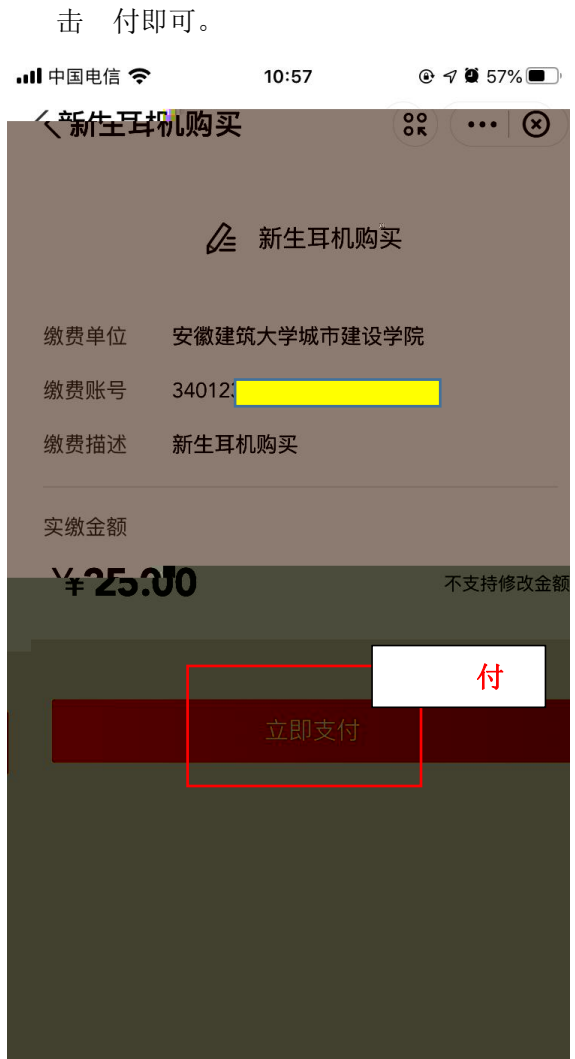 击 付即可。
中国电信 10:57 57%
新生耳机购买
新生耳机购买
缴费单位 安徽建筑大学城市建设学院
缴费账号 34012
缴费描述 新生耳机购买
实缴金额
¥25.00 不支持修改金额
付
立即支付